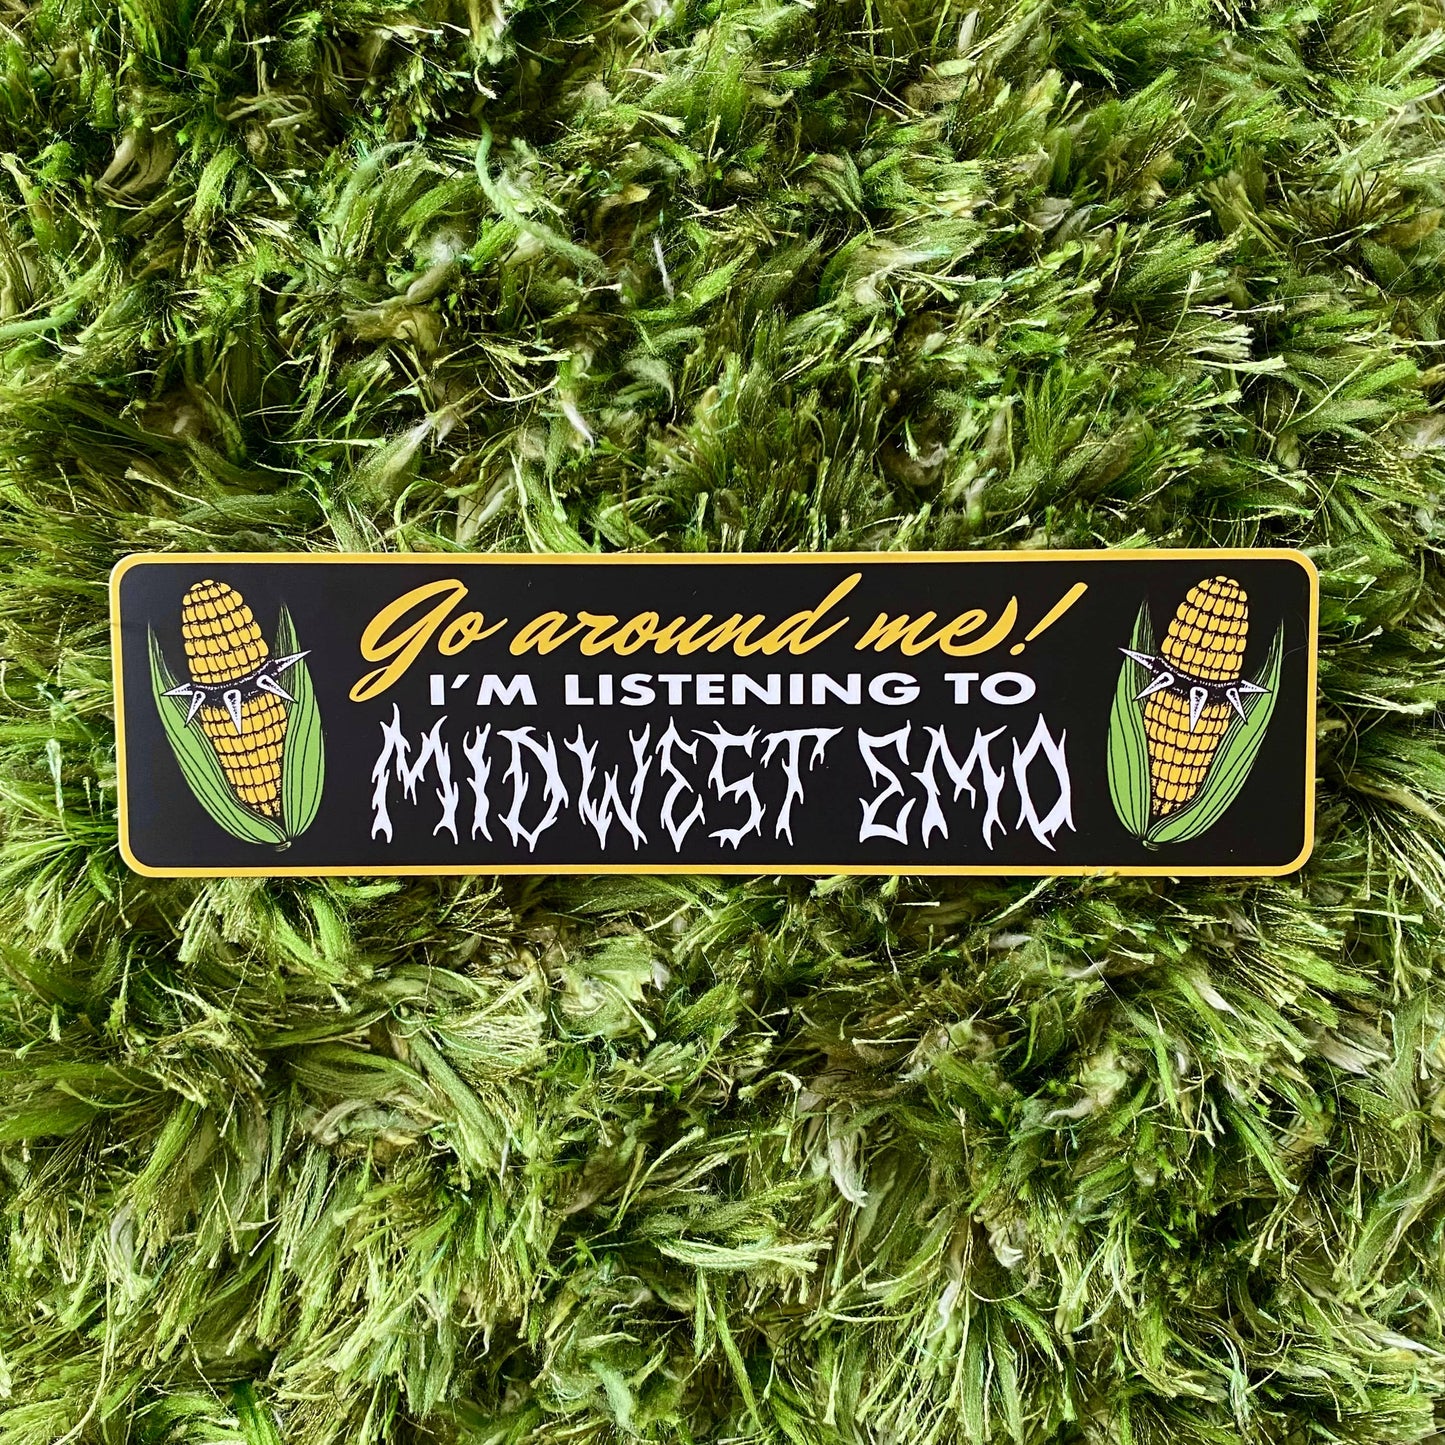 Go around me!
I'M LISTENING TO
MIDWEST EMO